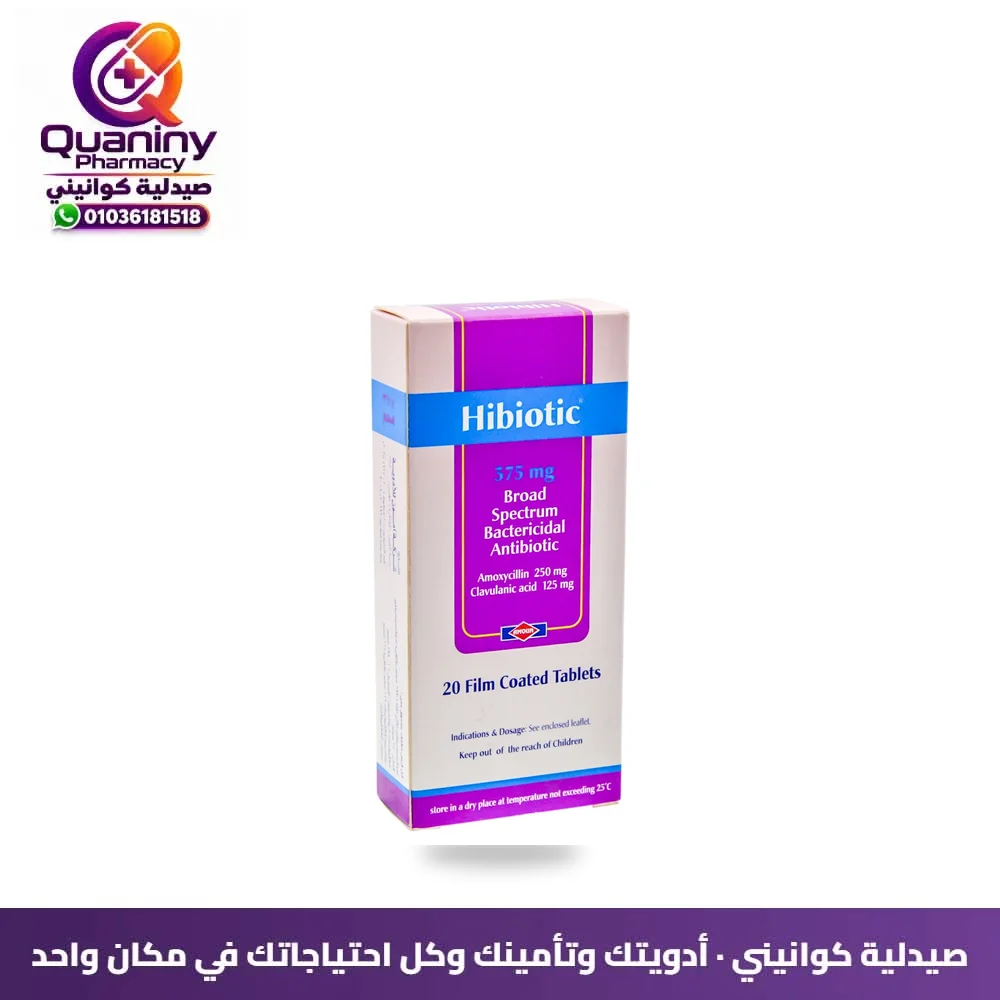 Quaniny
Pharmacy
صيدلية كوانيني
01036181518
Hibiotic
Hibiotic®
375 mg
Broad
Spectrum
Bactericidal
Antibiotic
Amoxycillin 250 mg
Clavulanic acid 125 mg
AMOUN
20 Film Coated Tablets
Indications & Dosage: See enclosed leaflet.
Keep out of the reach of Children
store in a dry place at temperature not exceeding 25°C
صيدلية كوانيني · أدويتك وتأمينك وكل احتياجاتك في مكان واحد